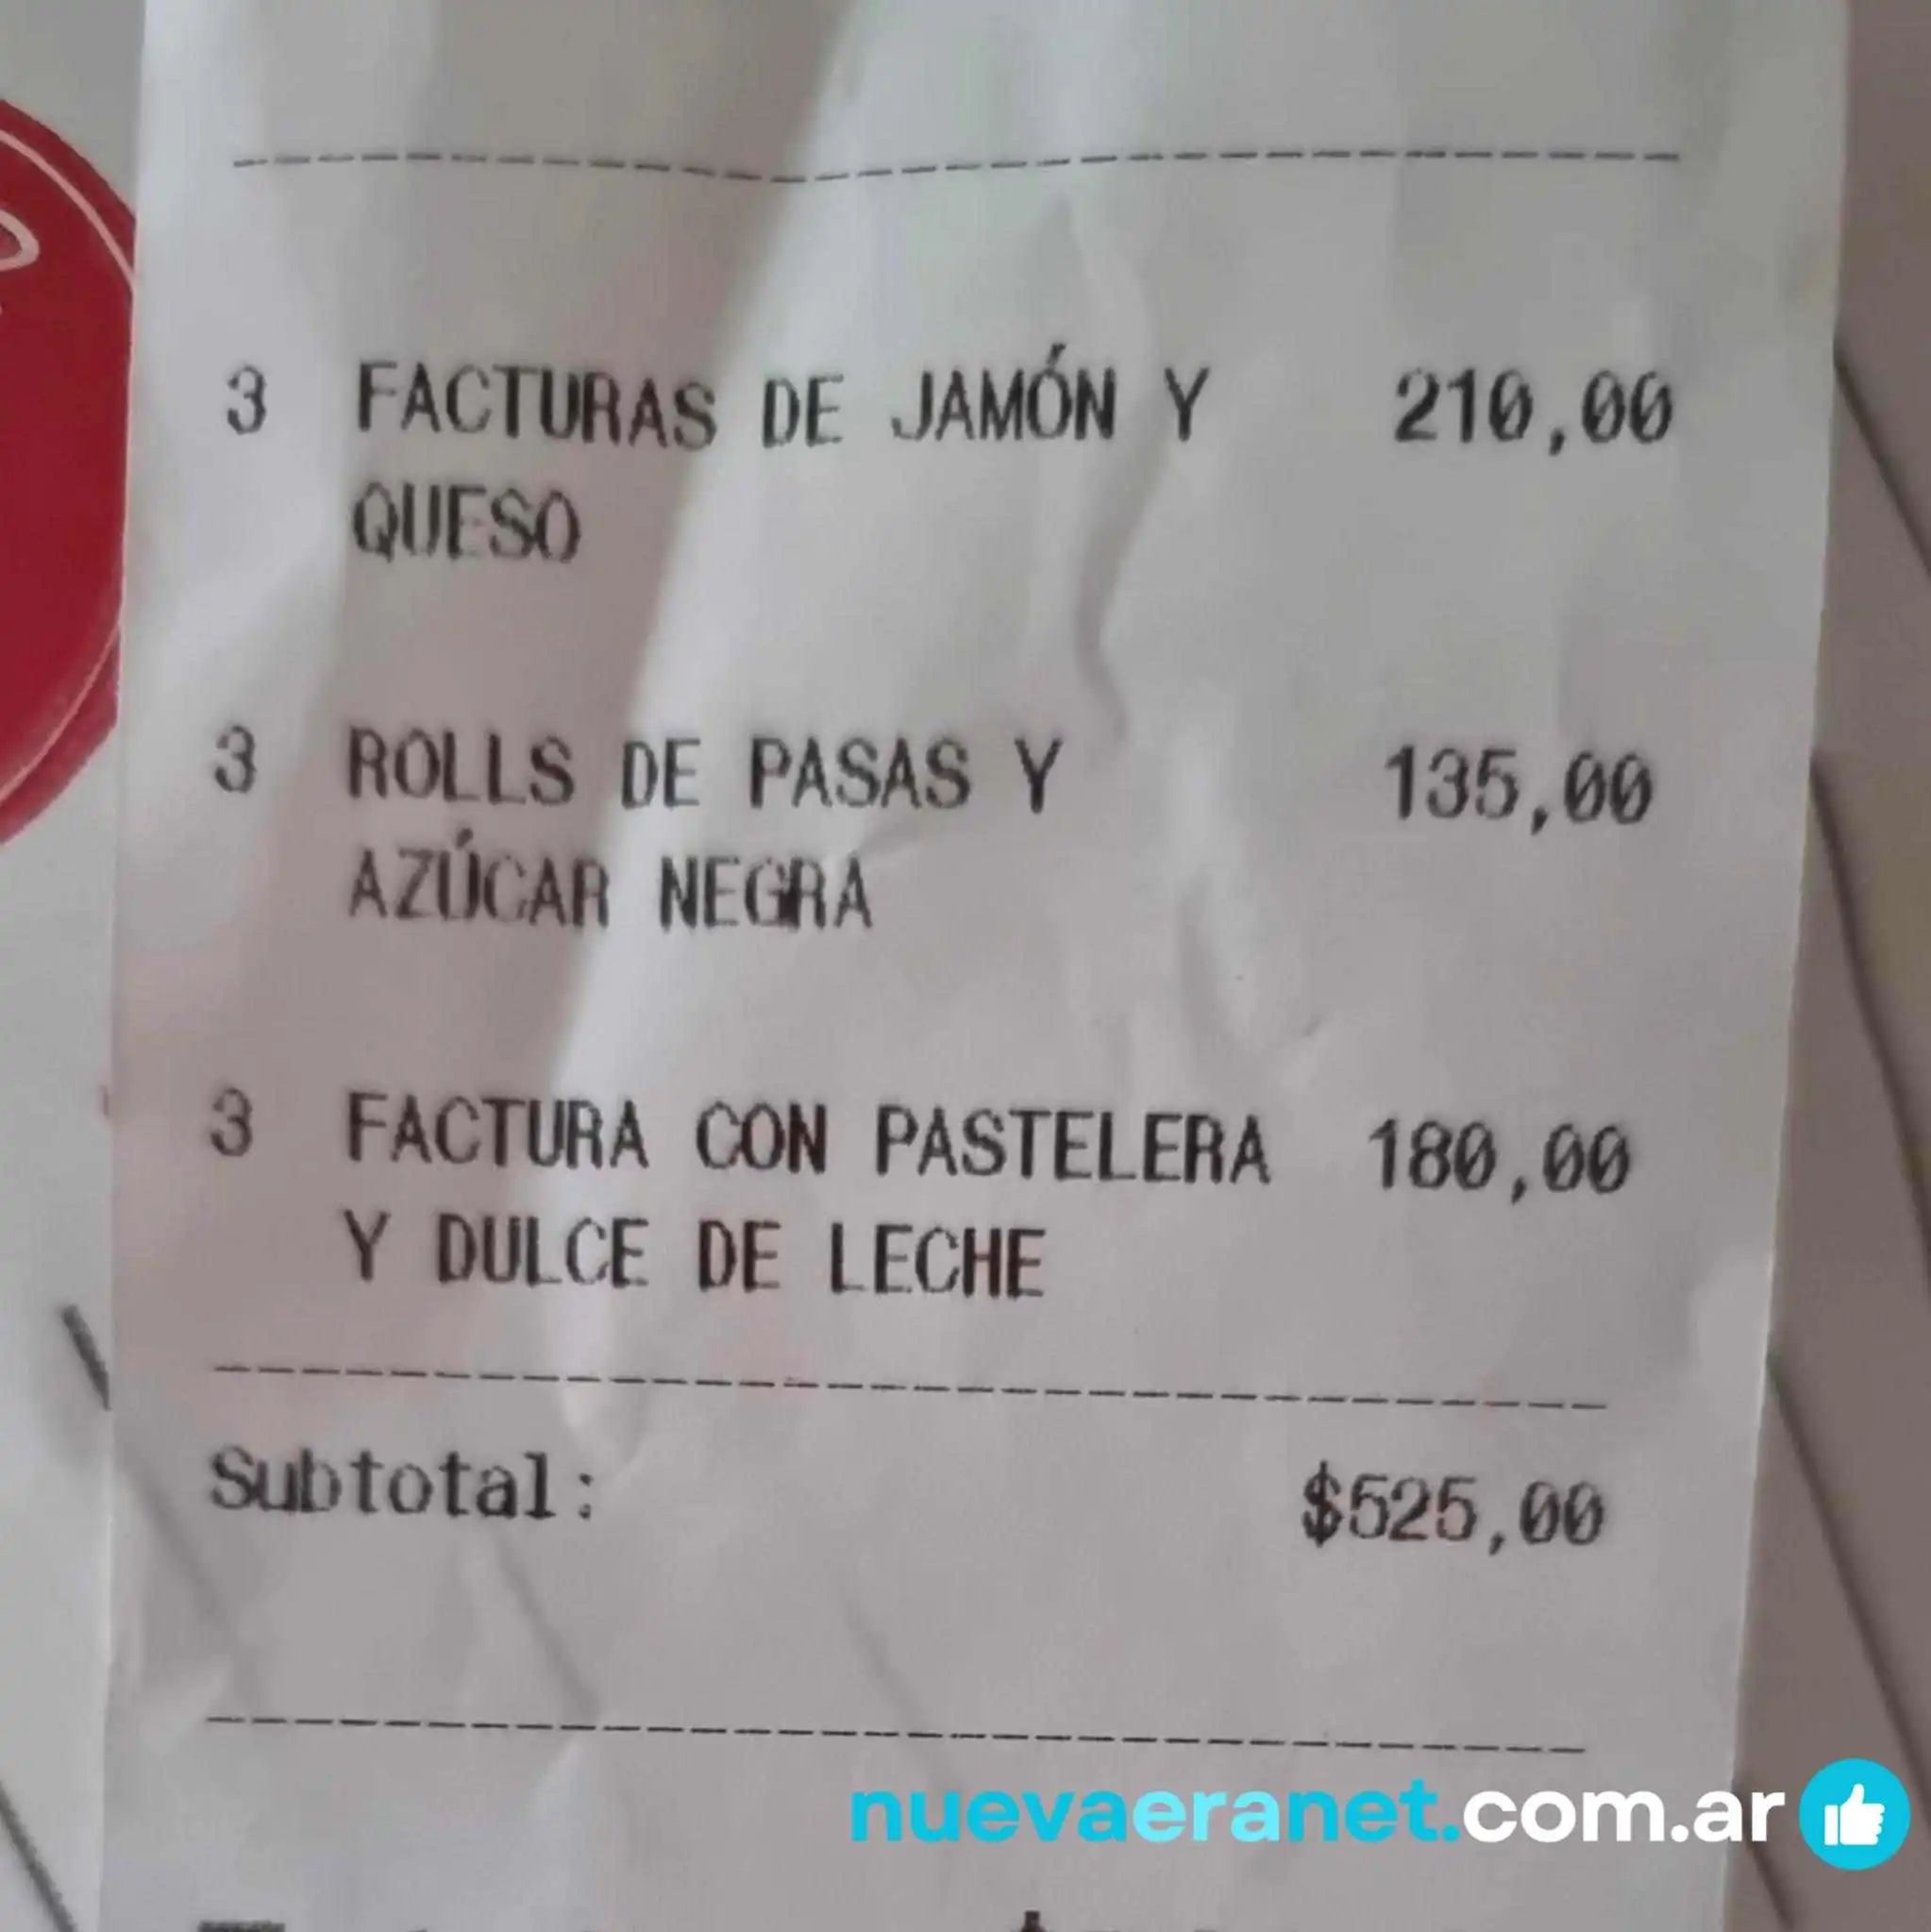 3 FACTURAS DE JAMÓN Y 210,00
QUESO
3 ROLLS DE PASAS Y 135,00
AZÚCAR NEGRA
3 FACTURA CON PASTELERA 180,00
Y DULCE DE LECHE
Subtotal: $525,00
nuevaeranet.com.ar